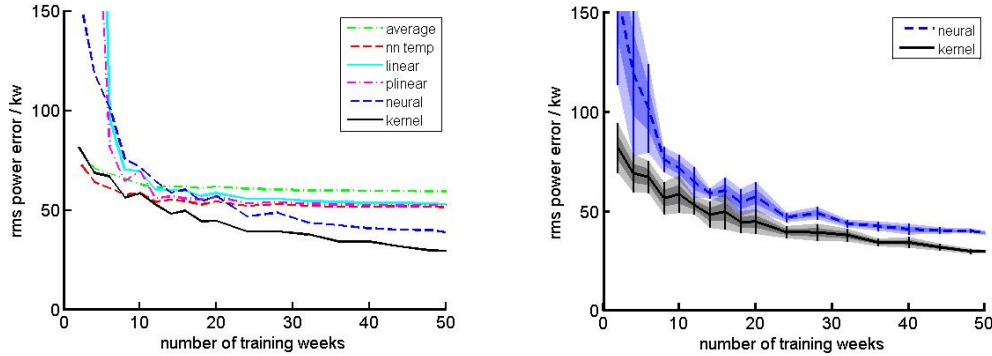 150
100
50
0
rms power error / kw
0
10
20
30
40
50
number of training weeks
average
nn temp
linear
plinear
neural
kernel
150
100
50
0
rms power error / kw
0
10
20
30
40
50
number of training weeks
neural
kernel